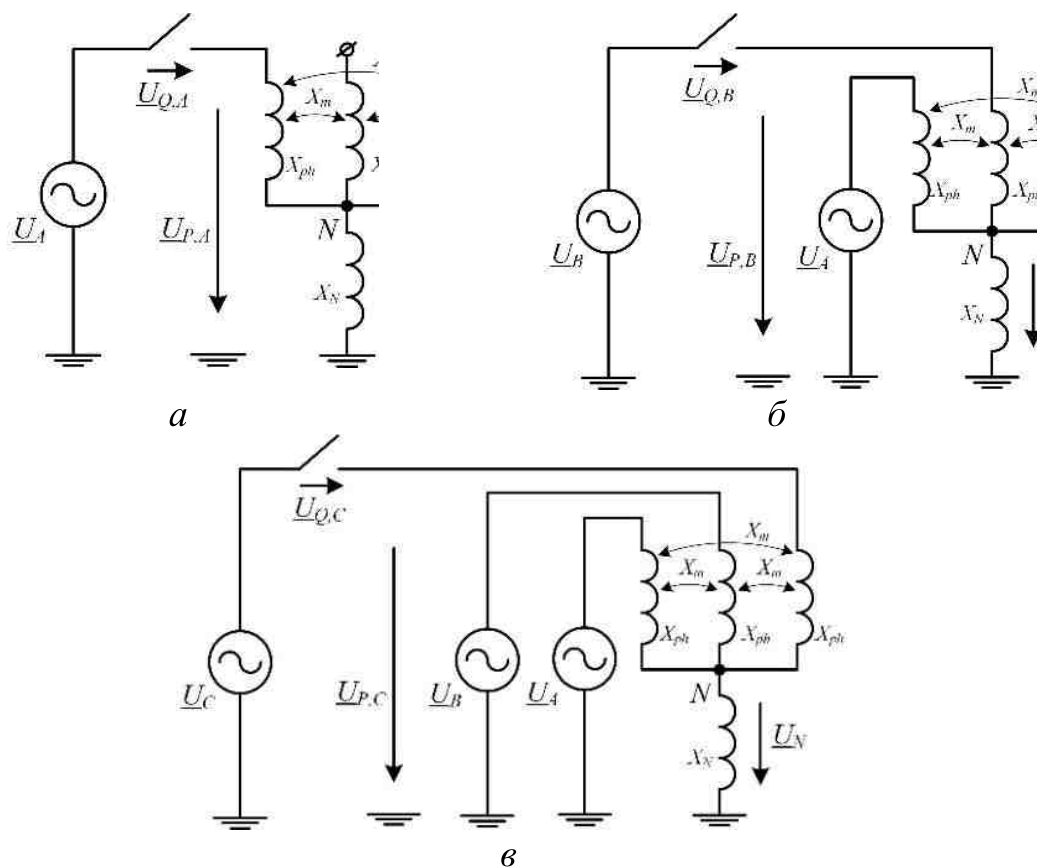 U_Q,A
X_m
X_ph
U_A
U_P,A
N
X_N
а
U_Q,B
X_m
X_m
X_ph
U_B
U_P,B
U_A
N
X_N
б
U_Q,C
X_m
X_m
X_m
X_ph
X_ph
X_ph
U_C
U_P,C
U_B
U_A
N
U_N
X_N
в